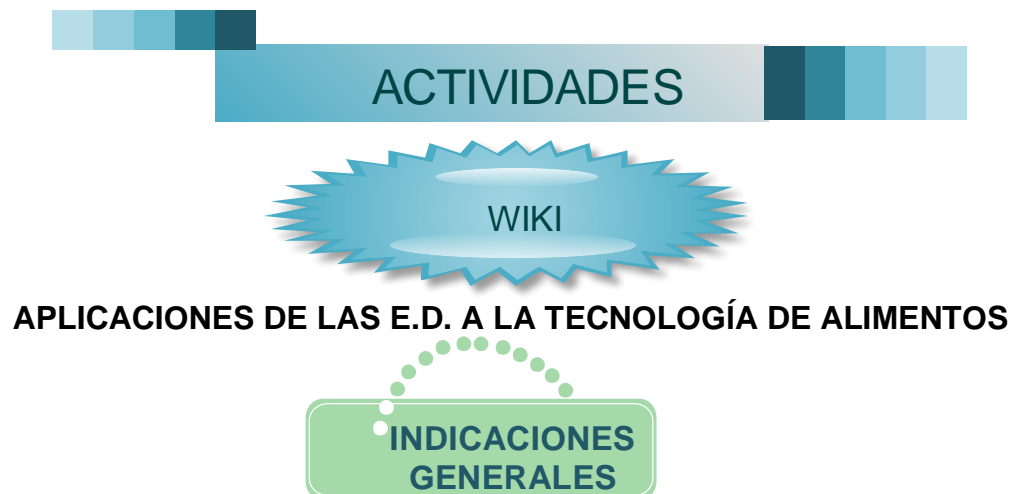 ACTIVIDADES
WIKI
APLICACIONES DE LAS E.D. A LA TECNOLOGÍA DE ALIMENTOS
INDICACIONES
GENERALES